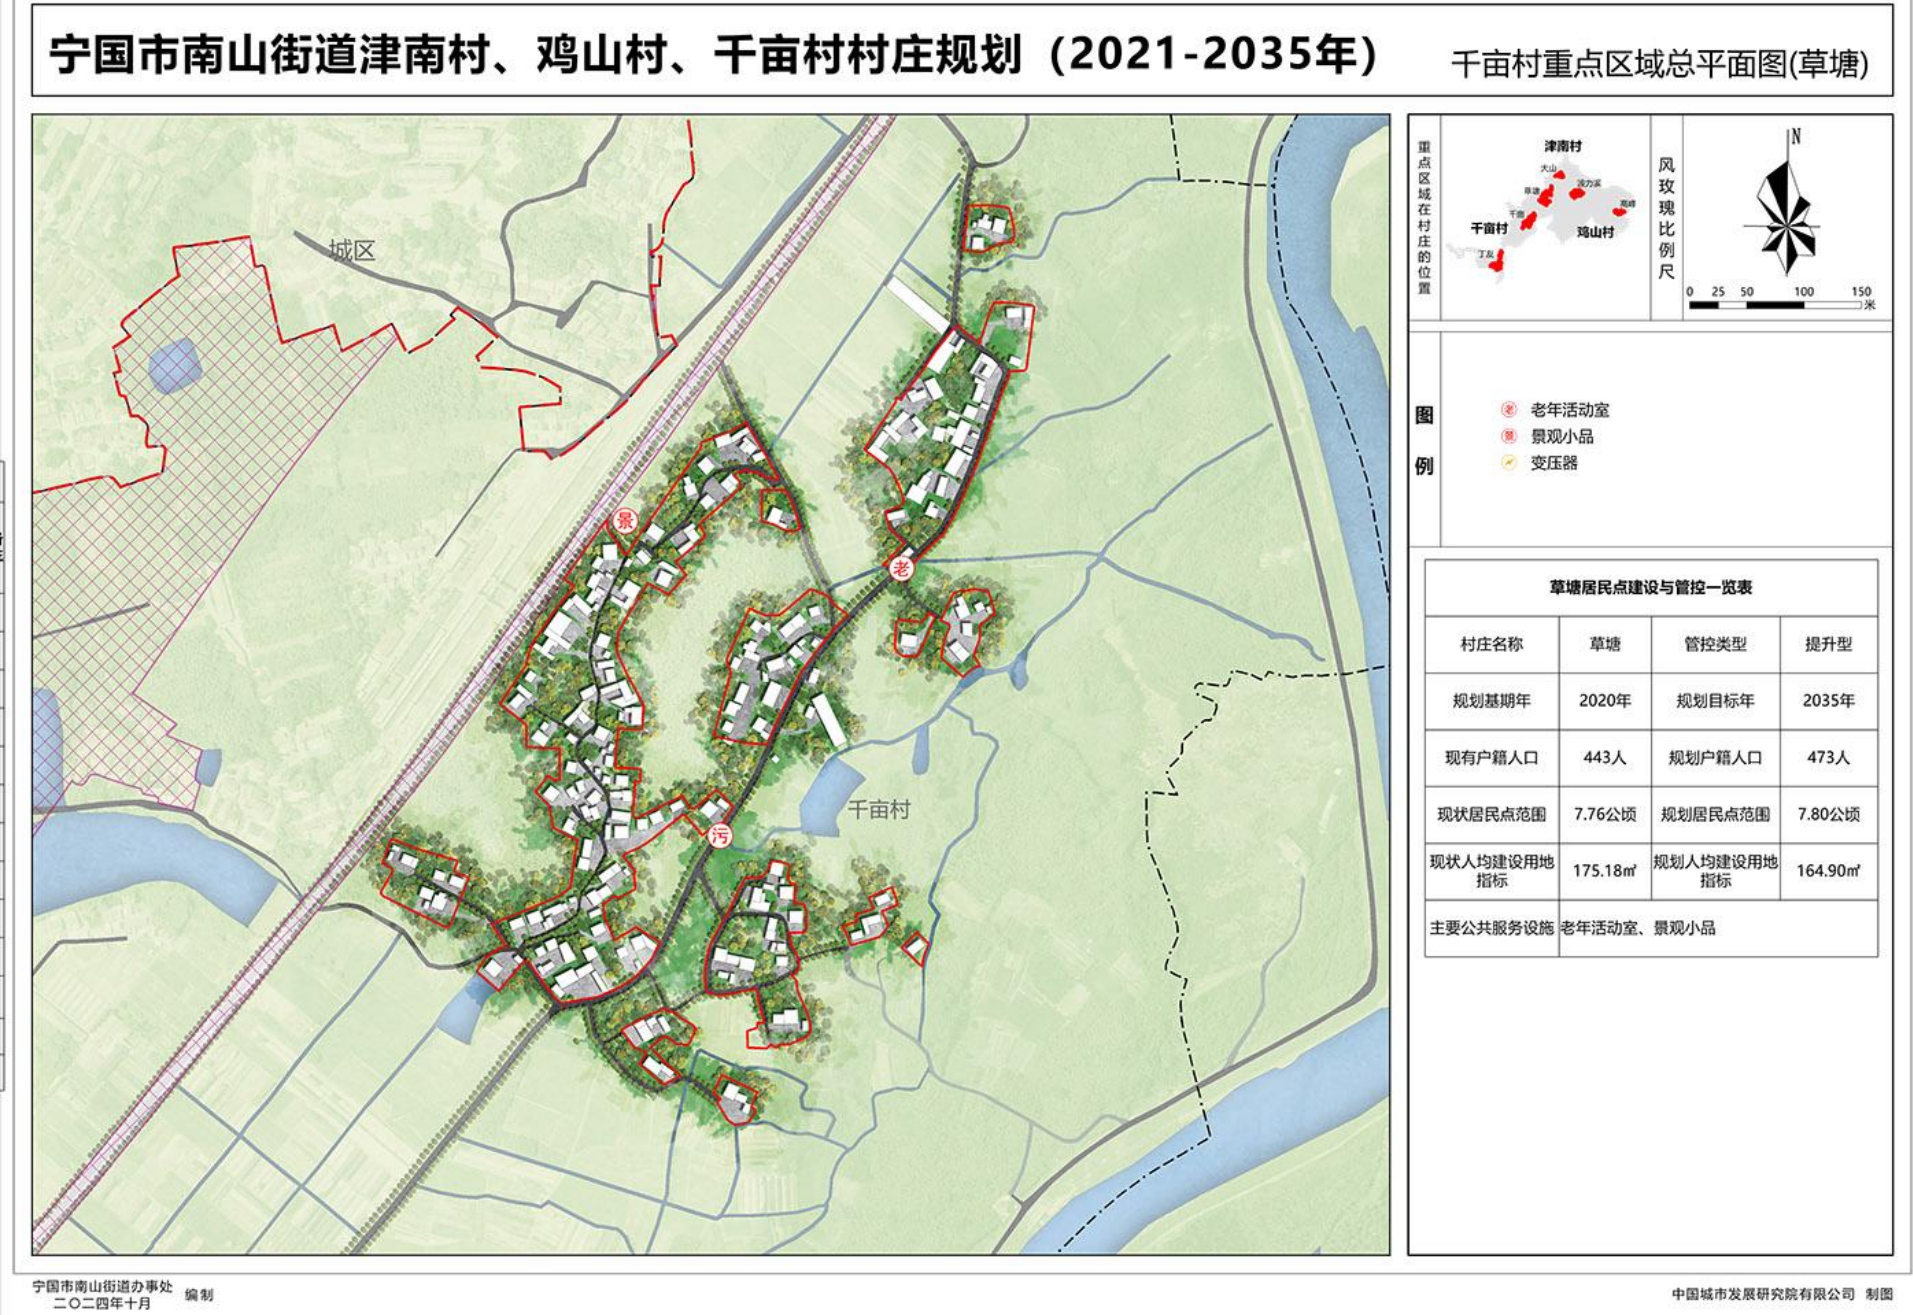 宁国市南山街道津南村、鸡山村、千亩村村庄规划（2021-2035年）
千亩村重点区域总平面图(草塘)
城区
景
老
污
千亩村
重点区域在村庄的位置
津南村
大山
草塘
千亩
高峰
千亩村
鸡山村
风玫瑰比例尺
N
0 25 50 100 150
米
图例
老 老年活动室
景 景观小品
变压器
草塘居民点建设与管控一览表
村庄名称 草塘 管控类型 提升型
规划基期年 2020年 规划目标年 2035年
现有户籍人口 443人 规划户籍人口 473人
现状居民点范围 7.76公顷 规划居民点范围 7.80公顷
现状人均建设用地指标 175.18㎡ 规划人均建设用地指标 164.90㎡
主要公共服务设施 老年活动室、景观小品
宁国市南山街道办事处
二〇二四年十月
编制
中国城市发展研究院有限公司 制图